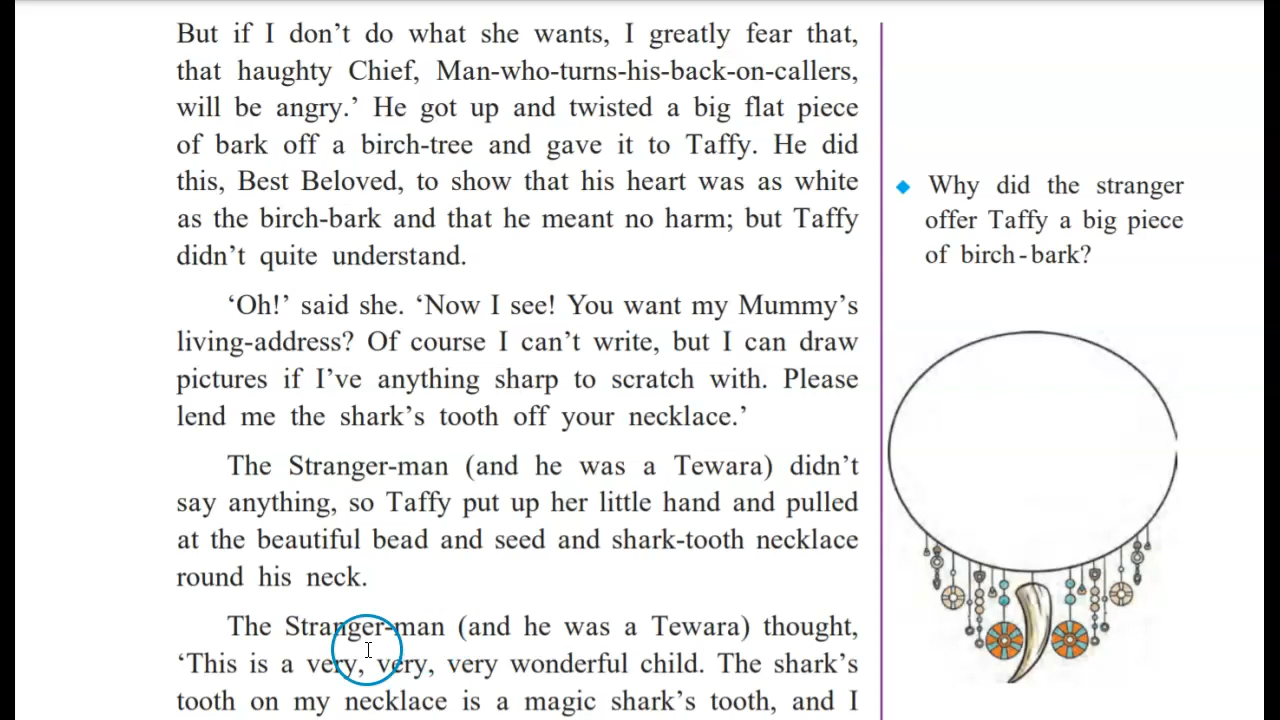 But if I don’t do what she wants, I greatly fear that,
that haughty Chief, Man-who-turns-his-back-on-callers,
will be angry.’ He got up and twisted a big flat piece
of bark off a birch-tree and gave it to Taffy. He did
this, Best Beloved, to show that his heart was as white
as the birch-bark and that he meant no harm; but Taffy
didn’t quite understand.
‘Oh!’ said she. ‘Now I see! You want my Mummy’s
living-address? Of course I can’t write, but I can draw
pictures if I’ve anything sharp to scratch with. Please
lend me the shark’s tooth off your necklace.’
The Stranger-man (and he was a Tewara) didn’t
say anything, so Taffy put up her little hand and pulled
at the beautiful bead and seed and shark-tooth necklace
round his neck.
The Stranger-man (and he was a Tewara) thought,
‘This is a very, very, very wonderful child. The shark’s
tooth on my necklace is a magic shark’s tooth, and I
◆ Why did the stranger
offer Taffy a big piece
of birch-bark?